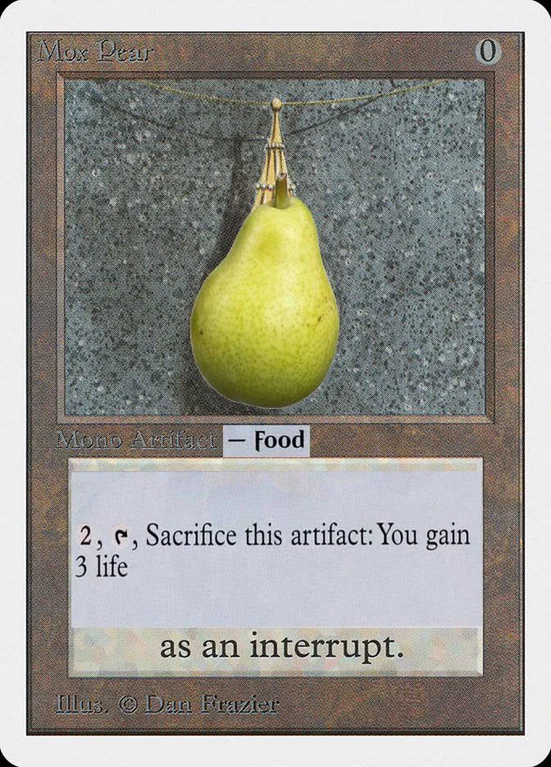 Mox Pear 0
Mono Artifact — Food
2, , Sacrifice this artifact: You gain
3 life
as an interrupt.
Illus. © Dan Frazier